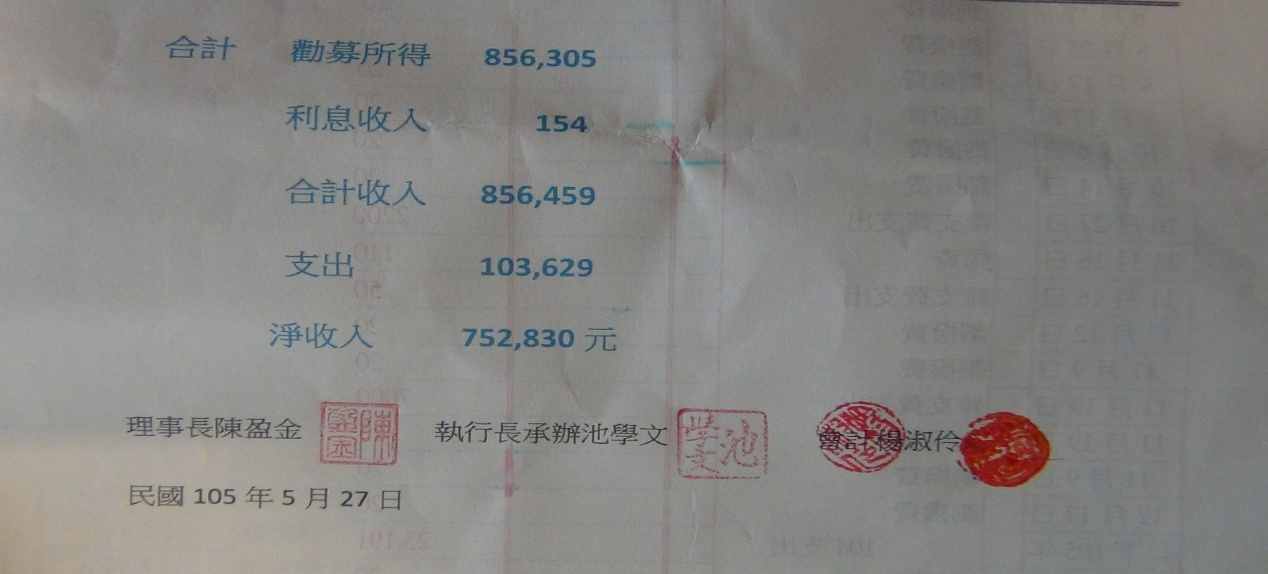 合計 勸募所得 856,305
利息收入 154
合計收入 856,459
支出 103,629
淨收入 752,830 元
理事長陳盈金 執行長承辦池學文 會計楊淑伶
民國 105 年 5 月 27 日